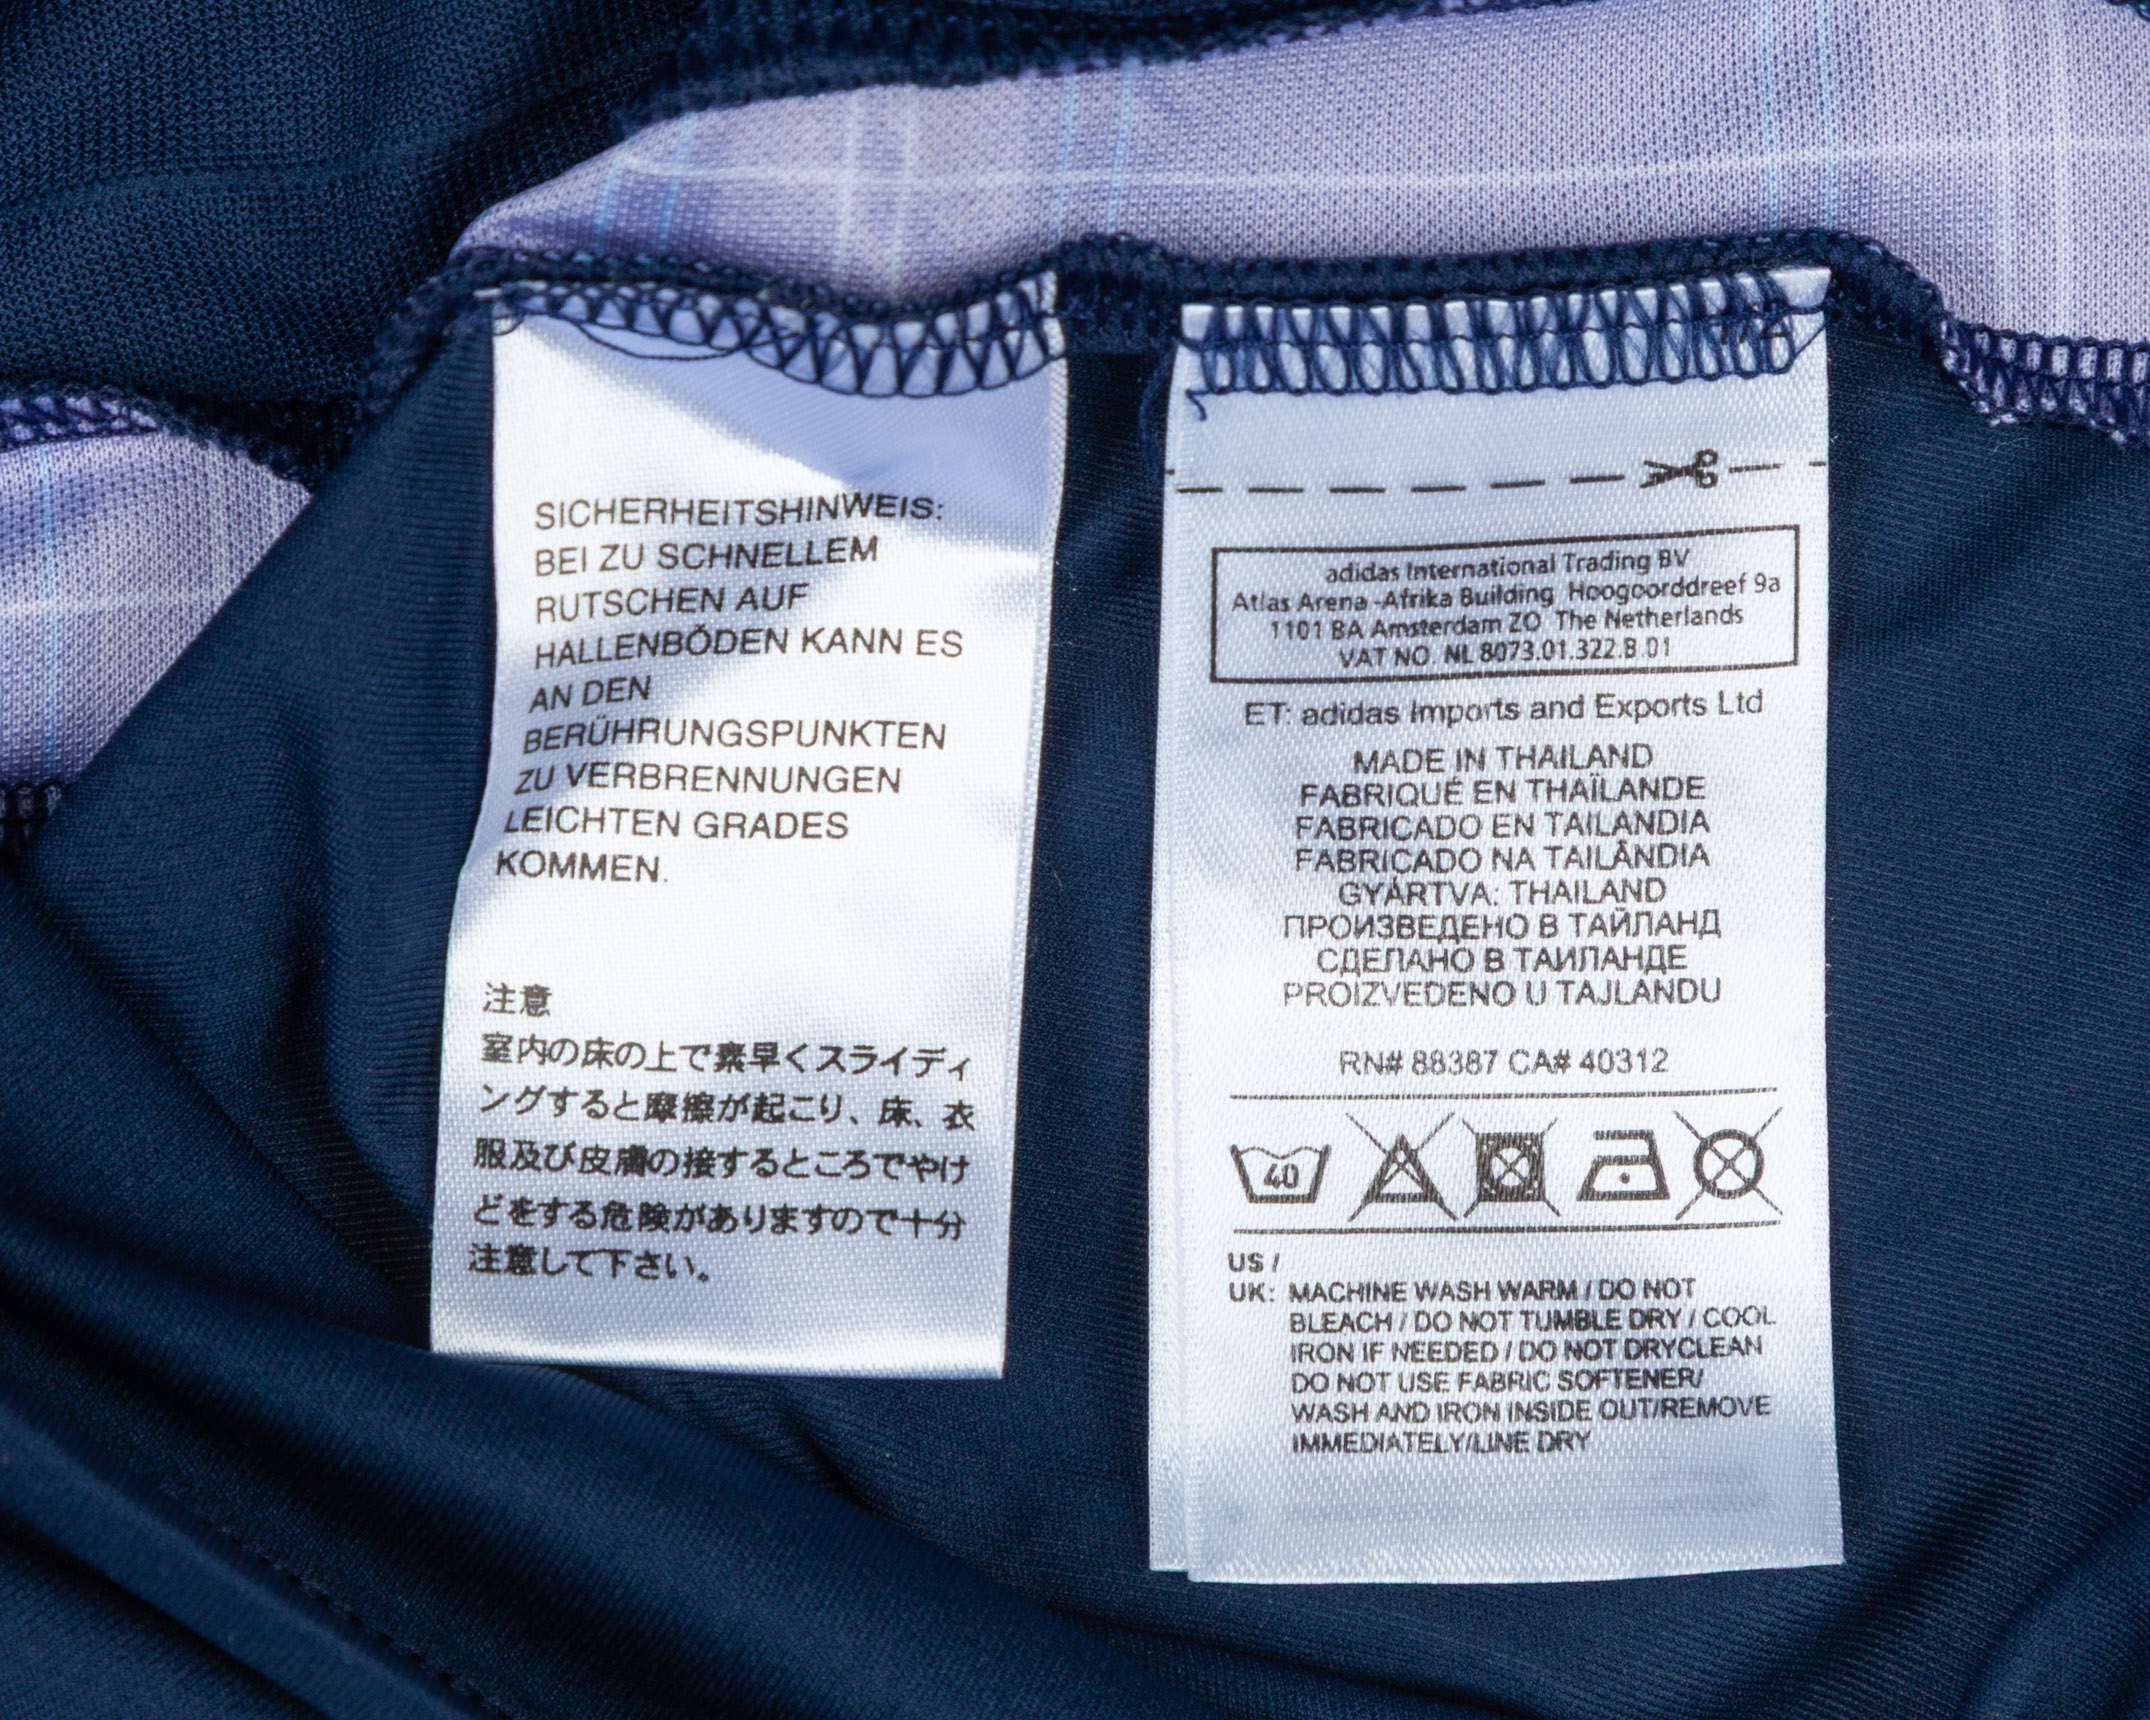 SICHERHEITSHINWEIS:
BEI ZU SCHNELLEM
RUTSCHEN AUF
HALLENBÖDEN KANN ES
AN DEN
BERÜHRUNGSPUNKTEN
ZU VERBRENNUNGEN
LEICHTEN GRADES
KOMMEN.
注意
室内の床の上で素早くスライディ
ングすると摩擦が起こり、床、衣
服及び皮膚の接するところでやけ
どをする危険がありますので十分
注意して下さい。
adidas International Trading BV
Atlas Arena -Afrika Building Hoogoorddreef 9a
1101 BA Amsterdam ZO The Netherlands
VAT NO. NL 8073.01.322.B.01
ET: adidas Imports and Exports Ltd
MADE IN THAILAND
FABRIQUÉ EN THAÏLANDE
FABRICADO EN TAILANDIA
FABRICADO NA TAILÂNDIA
GYÁRTVA: THAILAND
ПРОИЗВЕДЕНО В ТАЙЛАНД
СДЕЛАНО В ТАИЛАНДЕ
PROIZVEDENO U TAJLANDU
RN# 88387 CA# 40312
40
US /
UK: MACHINE WASH WARM / DO NOT
BLEACH / DO NOT TUMBLE DRY / COOL
IRON IF NEEDED / DO NOT DRYCLEAN
DO NOT USE FABRIC SOFTENER/
WASH AND IRON INSIDE OUT/REMOVE
IMMEDIATELY/LINE DRY